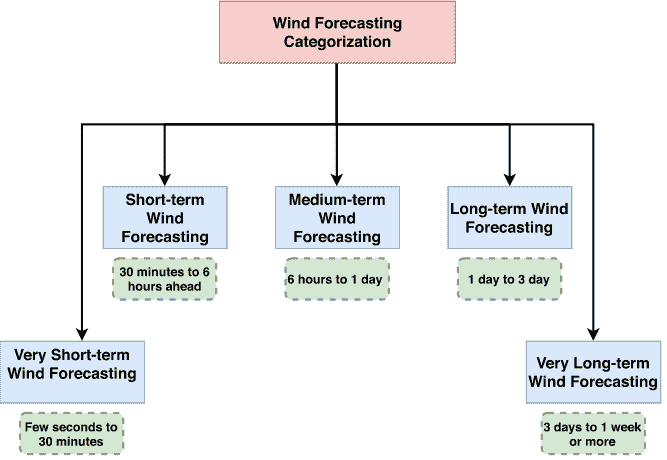 Wind Forecasting
Categorization
Short-term
Wind
Forecasting
Medium-term
Wind
Forecasting
Long-term Wind
Forecasting
30 minutes to 6
hours ahead
6 hours to 1 day
1 day to 3 day
Very Short-term
Wind Forecasting
Very Long-term
Wind Forecasting
Few seconds to
30 minutes
3 days to 1 week
or more